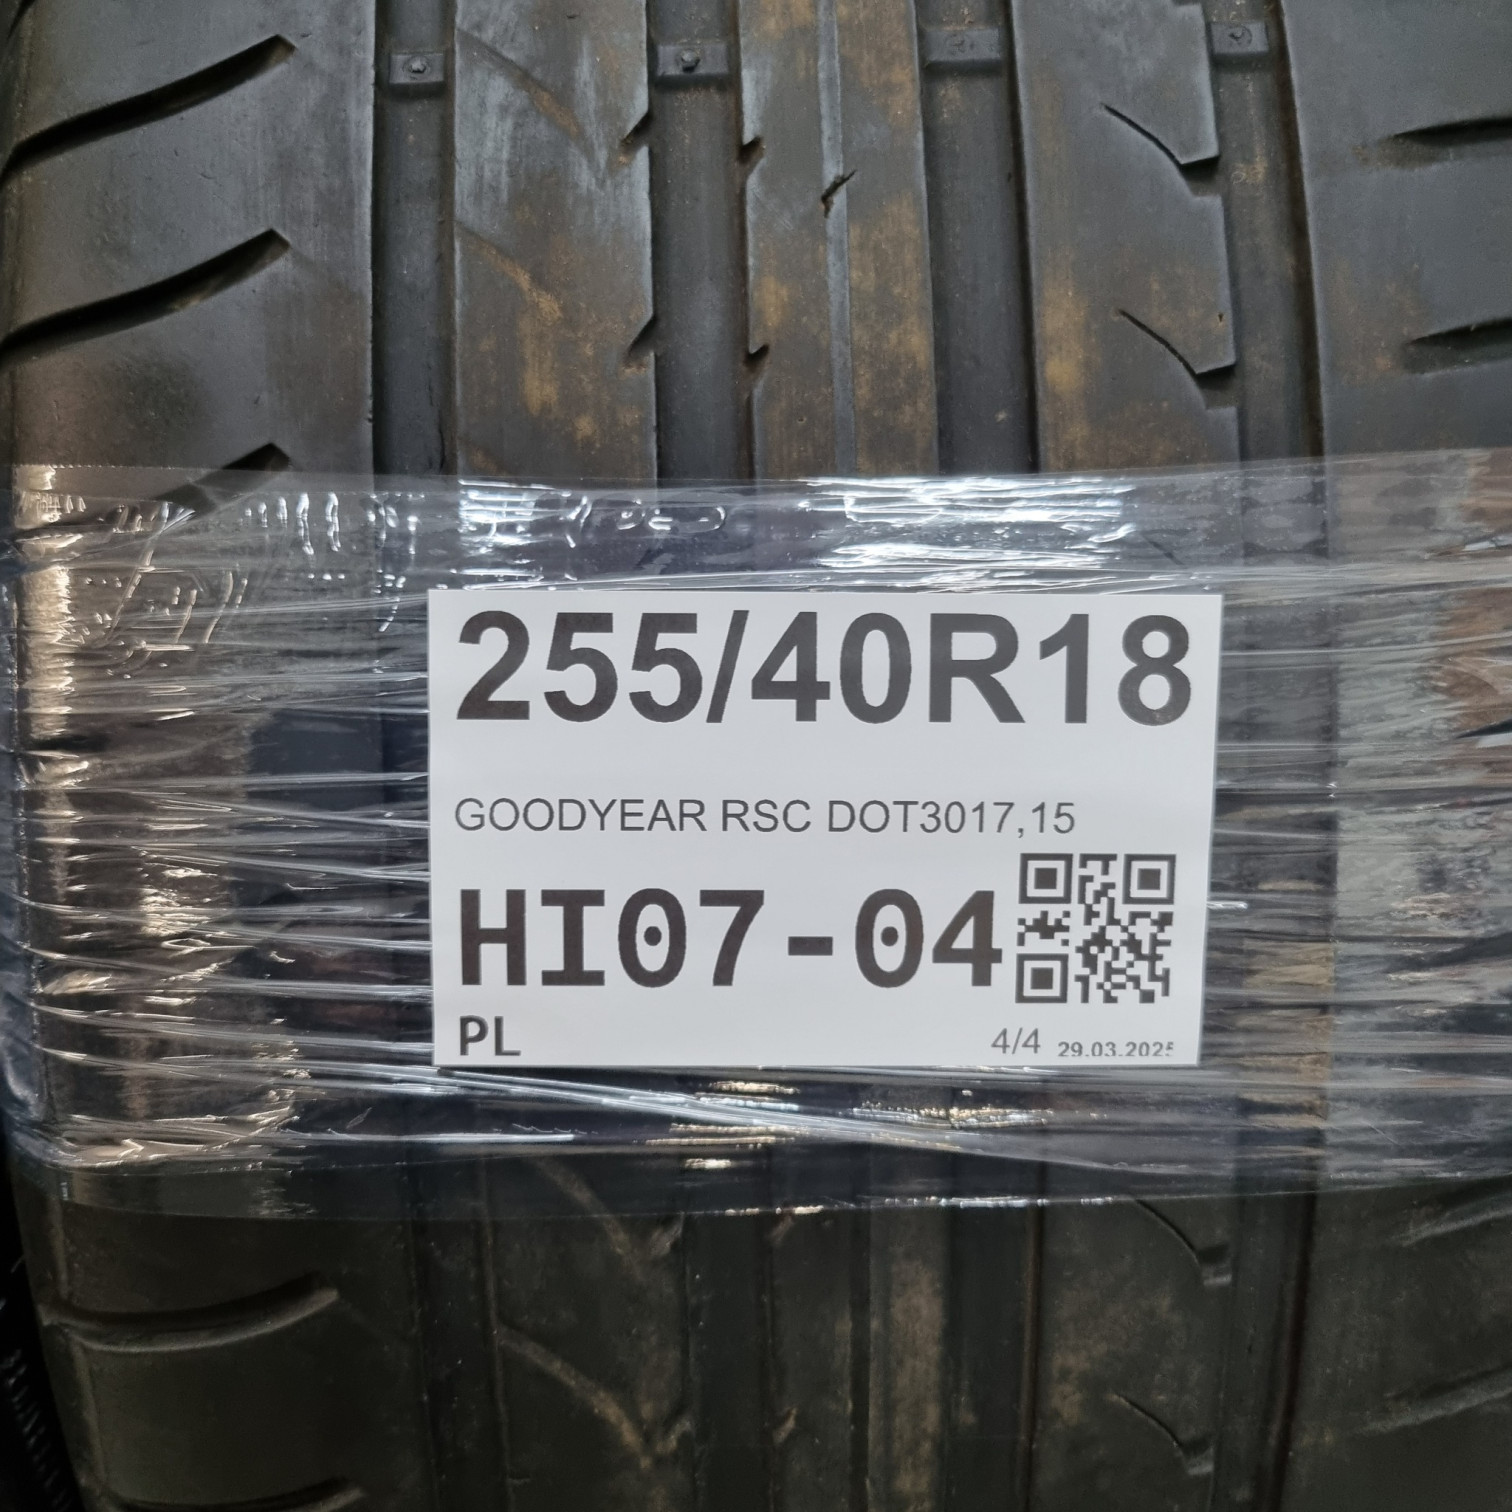 255/40R18
GOODYEAR RSC DOT3017,15
HI07-04
PL
4/4 29.03.2025